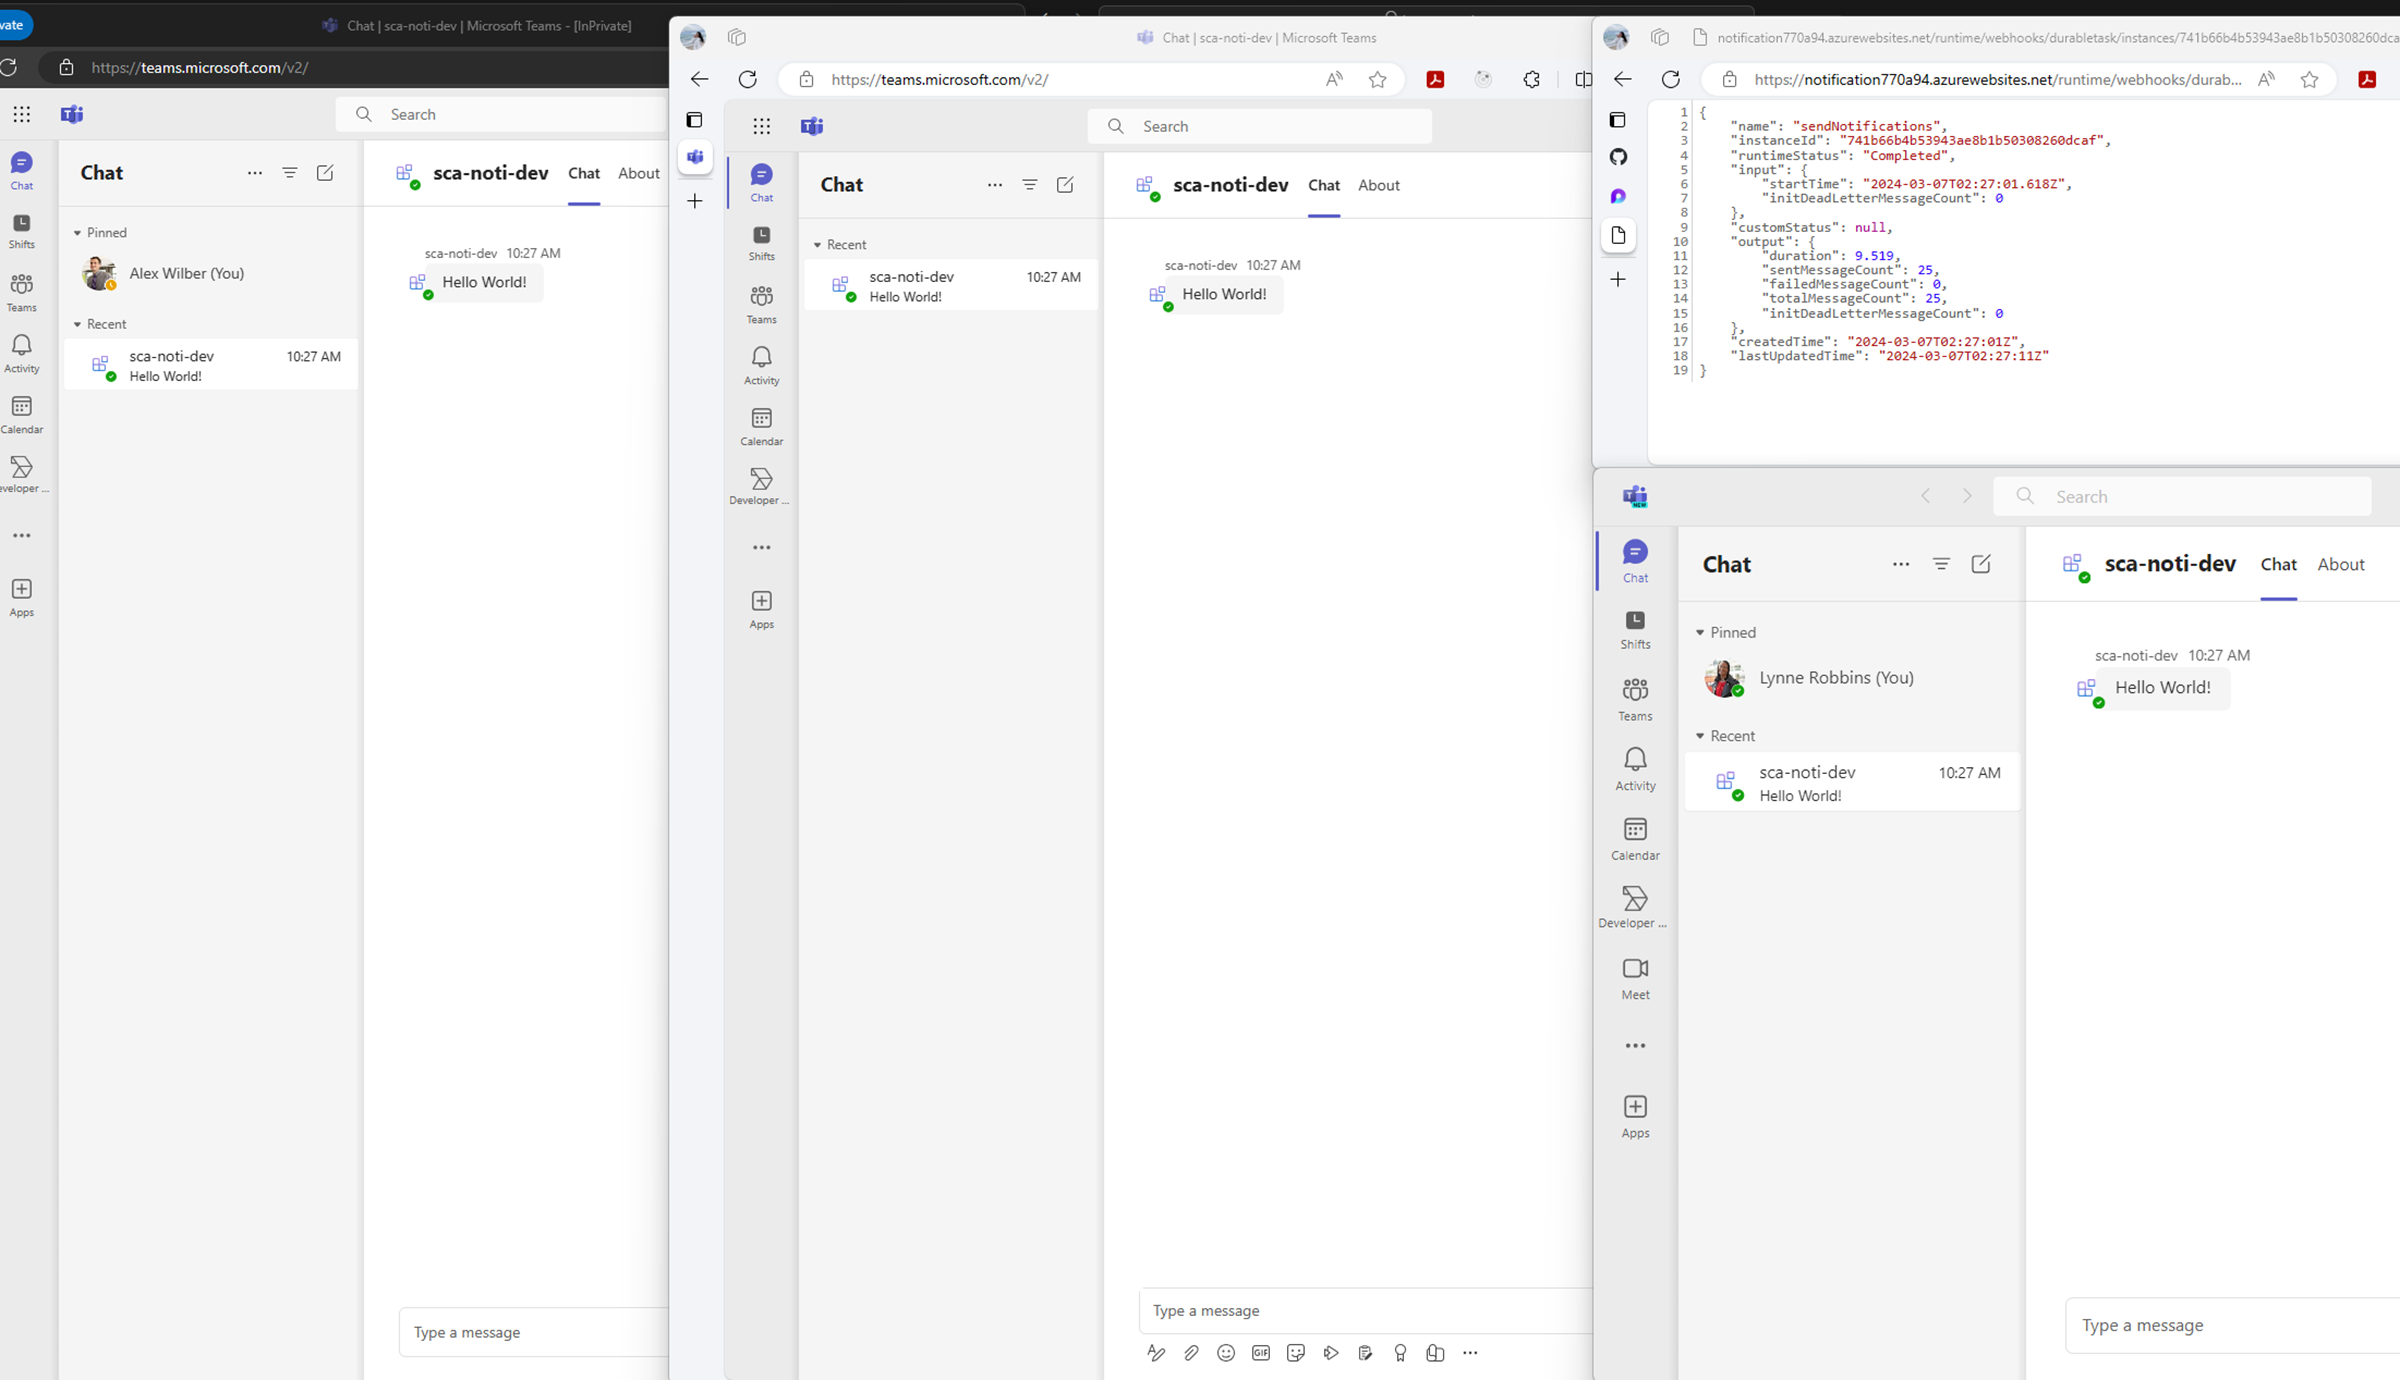 vate
Chat | sca-noti-dev | Microsoft Teams - [InPrivate]
https://teams.microsoft.com/v2/
Search
Chat
Shifts
Teams
Activity
Calendar
eveloper ...
Apps
Chat
Pinned
Alex Wilber (You)
Recent
sca-noti-dev 10:27 AM
Hello World!
sca-noti-dev Chat About
sca-noti-dev 10:27 AM
Hello World!
Type a message
Chat | sca-noti-dev | Microsoft Teams
https://teams.microsoft.com/v2/
Search
Chat
Shifts
Teams
Activity
Calendar
Developer ...
Apps
Chat
Recent
sca-noti-dev 10:27 AM
Hello World!
sca-noti-dev Chat About
sca-noti-dev 10:27 AM
Hello World!
Type a message
GIF
notification770a94.azurewebsites.net/runtime/webhooks/durabletask/instances/741b66b4b53943ae8b1b50308260dca
https://notification770a94.azurewebsites.net/runtime/webhooks/durab...
1 {
2 "name": "sendNotifications",
3 "instanceId": "741b66b4b53943ae8b1b50308260dcaf",
4 "runtimeStatus": "Completed",
5 "input": {
6 "startTime": "2024-03-07T02:27:01.618Z",
7 "initDeadLetterMessageCount": 0
8 },
9 "customStatus": null,
10 "output": {
11 "duration": 9.519,
12 "sentMessageCount": 25,
13 "failedMessageCount": 0,
14 "totalMessageCount": 25,
15 "initDeadLetterMessageCount": 0
16 },
17 "createdTime": "2024-03-07T02:27:01Z",
18 "lastUpdatedTime": "2024-03-07T02:27:11Z"
19 }
NEW
Search
Chat
Shifts
Teams
Activity
Calendar
Developer ...
Meet
Apps
Chat
Pinned
Lynne Robbins (You)
Recent
sca-noti-dev 10:27 AM
Hello World!
sca-noti-dev Chat About
sca-noti-dev 10:27 AM
Hello World!
Type a message